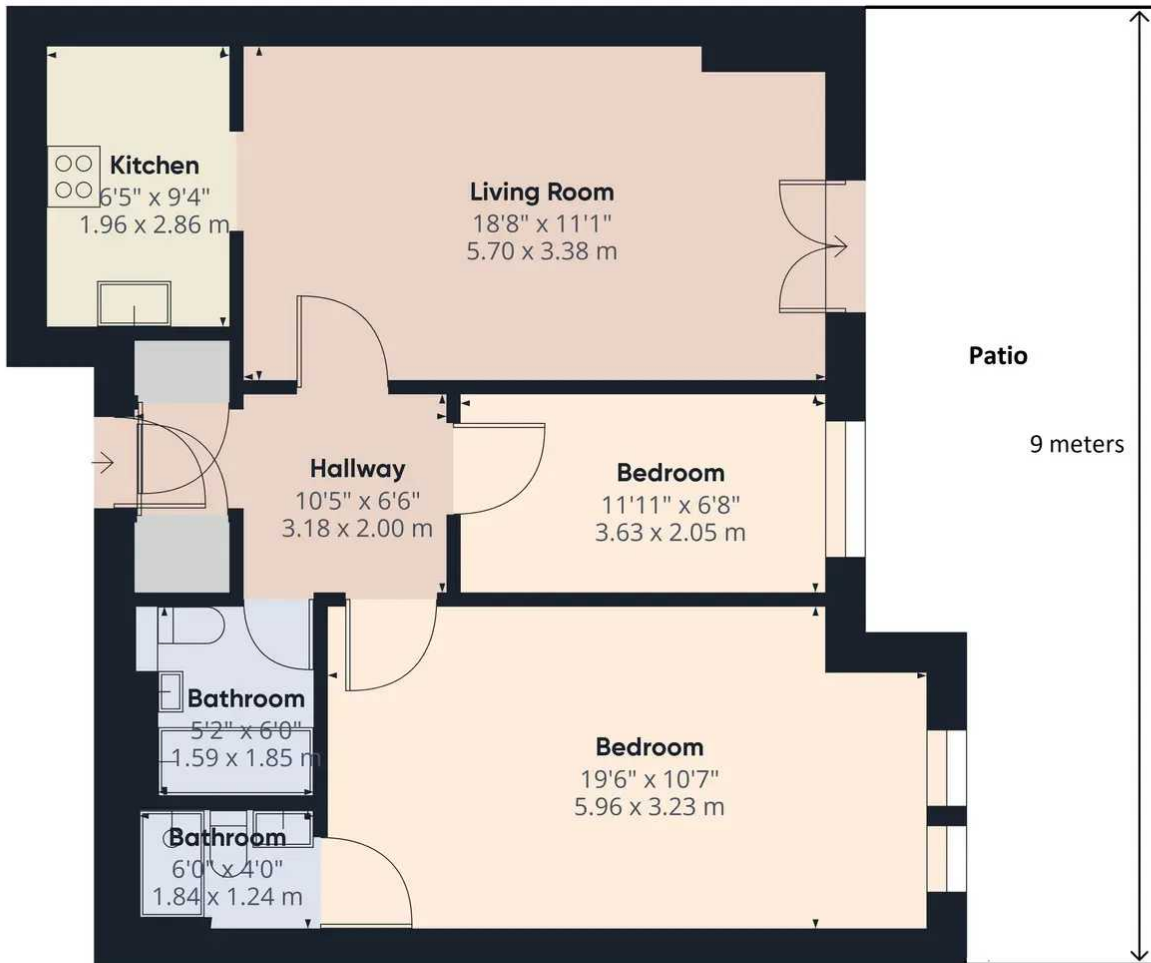 Kitchen
6'5" x 9'4"
1.96 x 2.86 m
Living Room
18'8" x 11'1"
5.70 x 3.38 m
Patio
9 meters
Hallway
10'5" x 6'6"
3.18 x 2.00 m
Bedroom
11'11" x 6'8"
3.63 x 2.05 m
Bathroom
5'2" x 6'0"
1.59 x 1.85 m
Bedroom
19'6" x 10'7"
5.96 x 3.23 m
Bathroom
6'0" x 4'0"
1.84 x 1.24 m